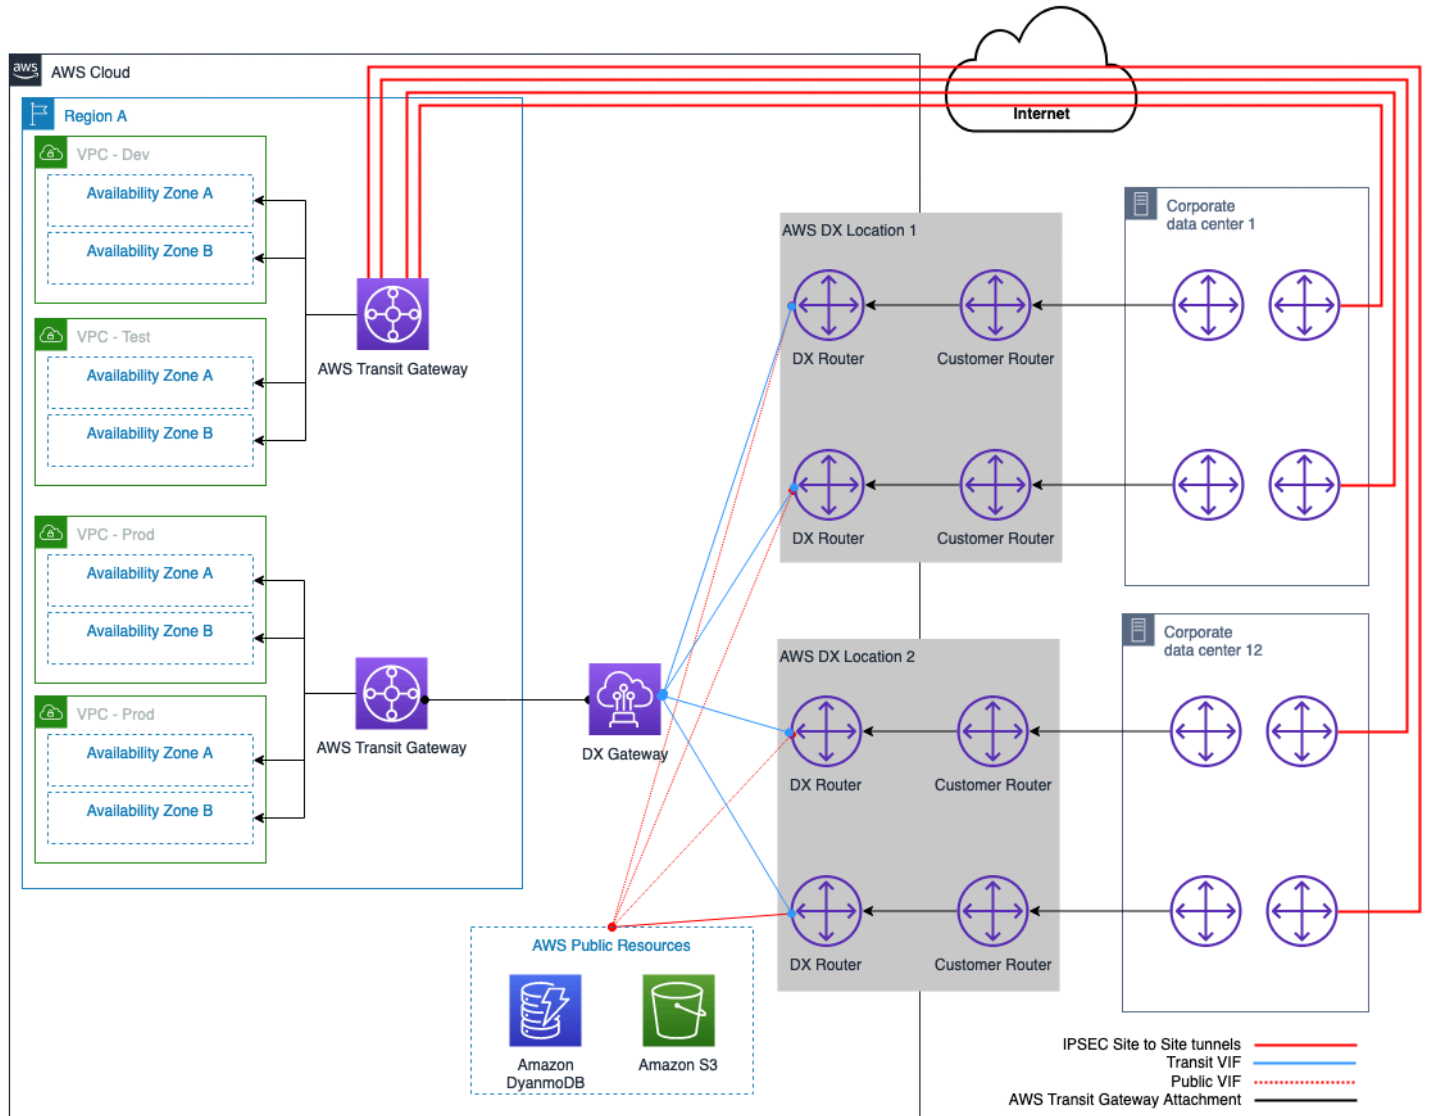 aws
AWS Cloud
Internet
Region A
VPC - Dev
Availability Zone A
Availability Zone B
VPC - Test
Availability Zone A
Availability Zone B
AWS Transit Gateway
VPC - Prod
Availability Zone A
Availability Zone B
VPC - Prod
Availability Zone A
Availability Zone B
AWS Transit Gateway
DX Gateway
AWS DX Location 1
DX Router
Customer Router
DX Router
Customer Router
Corporate
data center 1
AWS DX Location 2
DX Router
Customer Router
DX Router
Customer Router
Corporate
data center 12
AWS Public Resources
Amazon
DyanmoDB
Amazon S3
IPSEC Site to Site tunnels
Transit VIF
Public VIF
AWS Transit Gateway Attachment